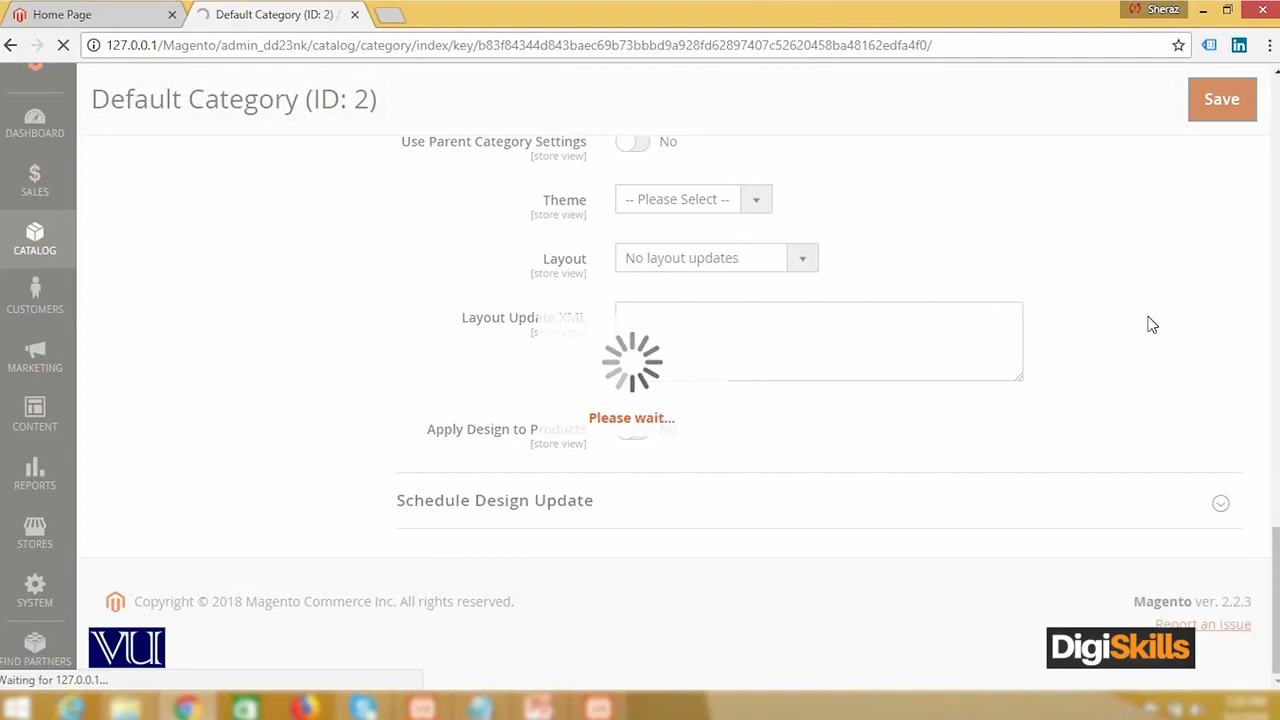 Home Page
Default Category (ID: 2) /
Sheraz
127.0.0.1/Magento/admin_dd23nk/catalog/category/index/key/b83f64344d843baec69b73bbbd9a928fd62877407c52620458ba48162edfa4f0/
Default Category (ID: 2)
Save
DASHBOARD
SALES
CATALOG
CUSTOMERS
MARKETING
CONTENT
REPORTS
STORES
SYSTEM
FIND PARTNERS
Use Parent Category Settings
[store view]
No
Theme
[store view]
-- Please Select --
Layout
[store view]
No layout updates
Layout Update XML
Please wait...
Apply Design to Products
[store view]
No
Schedule Design Update
Copyright © 2018 Magento Commerce Inc. All rights reserved.
Magento ver. 2.2.3
Report an Issue
VU
DigiSkills
Waiting for 127.0.0.1...